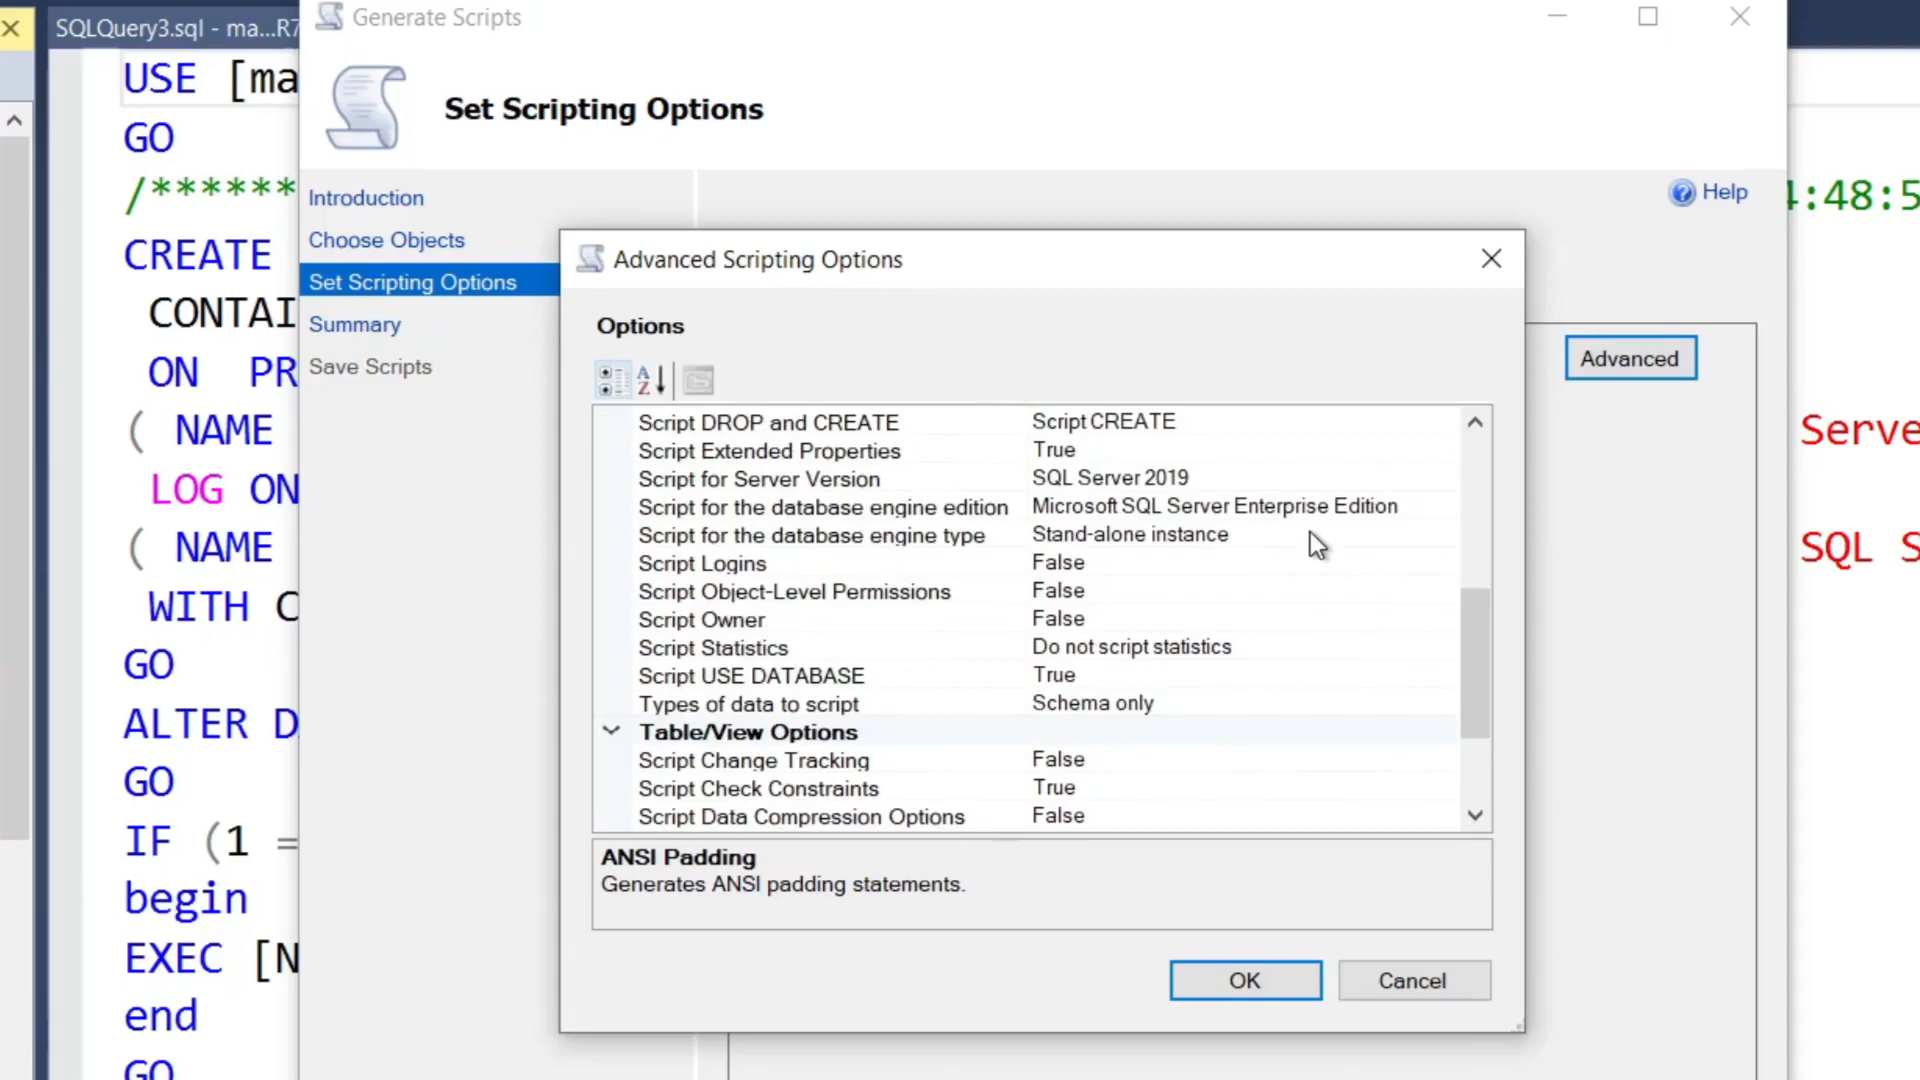 SQLQuery3.sql - ma...R7
Generate Scripts
USE [ma
GO
/******
CREATE
CONTAI
ON PR
( NAME
LOG ON
( NAME
WITH C
GO
ALTER D
GO
IF (1 =
begin
EXEC [N
end
GO
Set Scripting Options
Introduction
Choose Objects
Set Scripting Options
Summary
Save Scripts
Help
4:48:5
Advanced
Serve
SQL S
Advanced Scripting Options
Options
Script DROP and CREATE Script CREATE
Script Extended Properties True
Script for Server Version SQL Server 2019
Script for the database engine edition Microsoft SQL Server Enterprise Edition
Script for the database engine type Stand-alone instance
Script Logins False
Script Object-Level Permissions False
Script Owner False
Script Statistics Do not script statistics
Script USE DATABASE True
Types of data to script Schema only
Table/View Options
Script Change Tracking False
Script Check Constraints True
Script Data Compression Options False
ANSI Padding
Generates ANSI padding statements.
OK Cancel